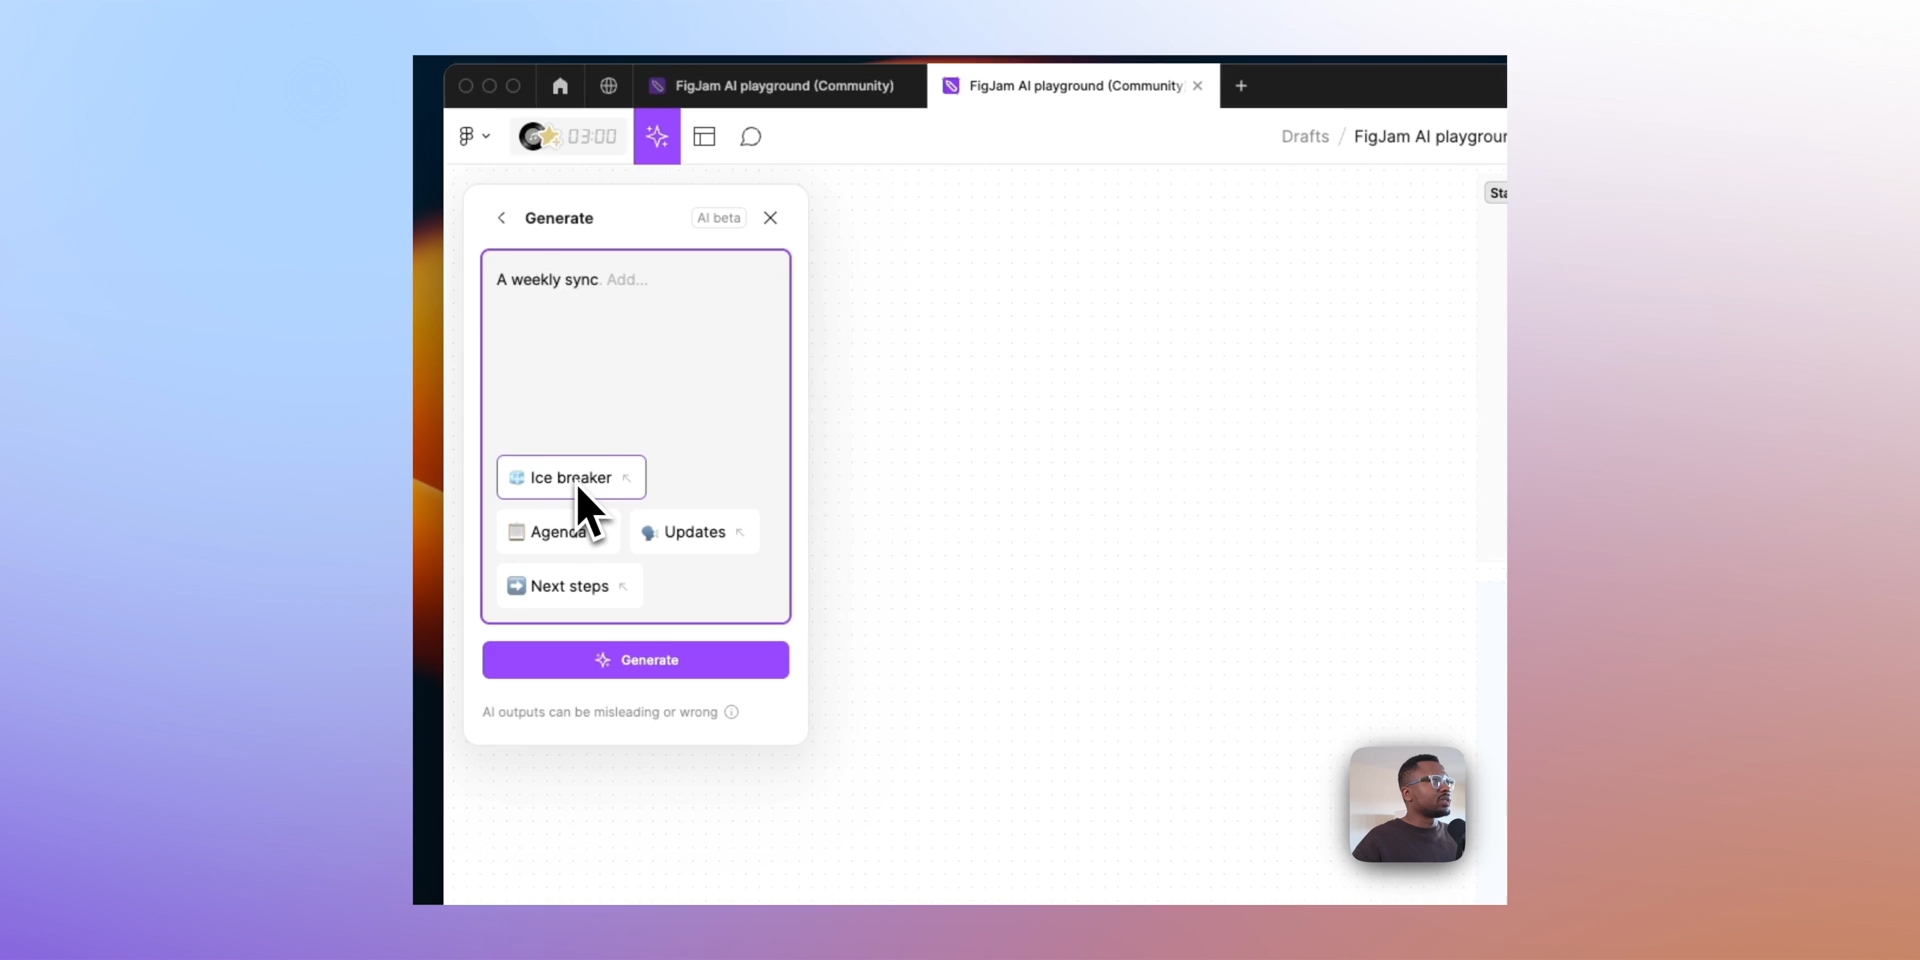 FigJam AI playground (Community)
FigJam AI playground (Community
03:00
Drafts / FigJam AI playgrour
Sta
Generate
AI beta
A weekly sync. Add...
Ice breaker
Agenda
Updates
Next steps
Generate
AI outputs can be misleading or wrong